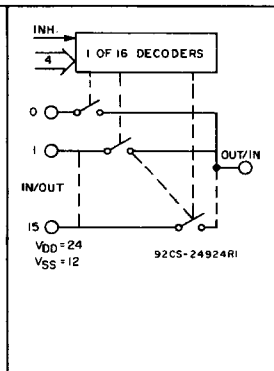 INH.
4
1 OF 16 DECODERS
0
1
OUT/IN
IN/OUT
15
VDD=24
VSS=12
92CS-24924R1